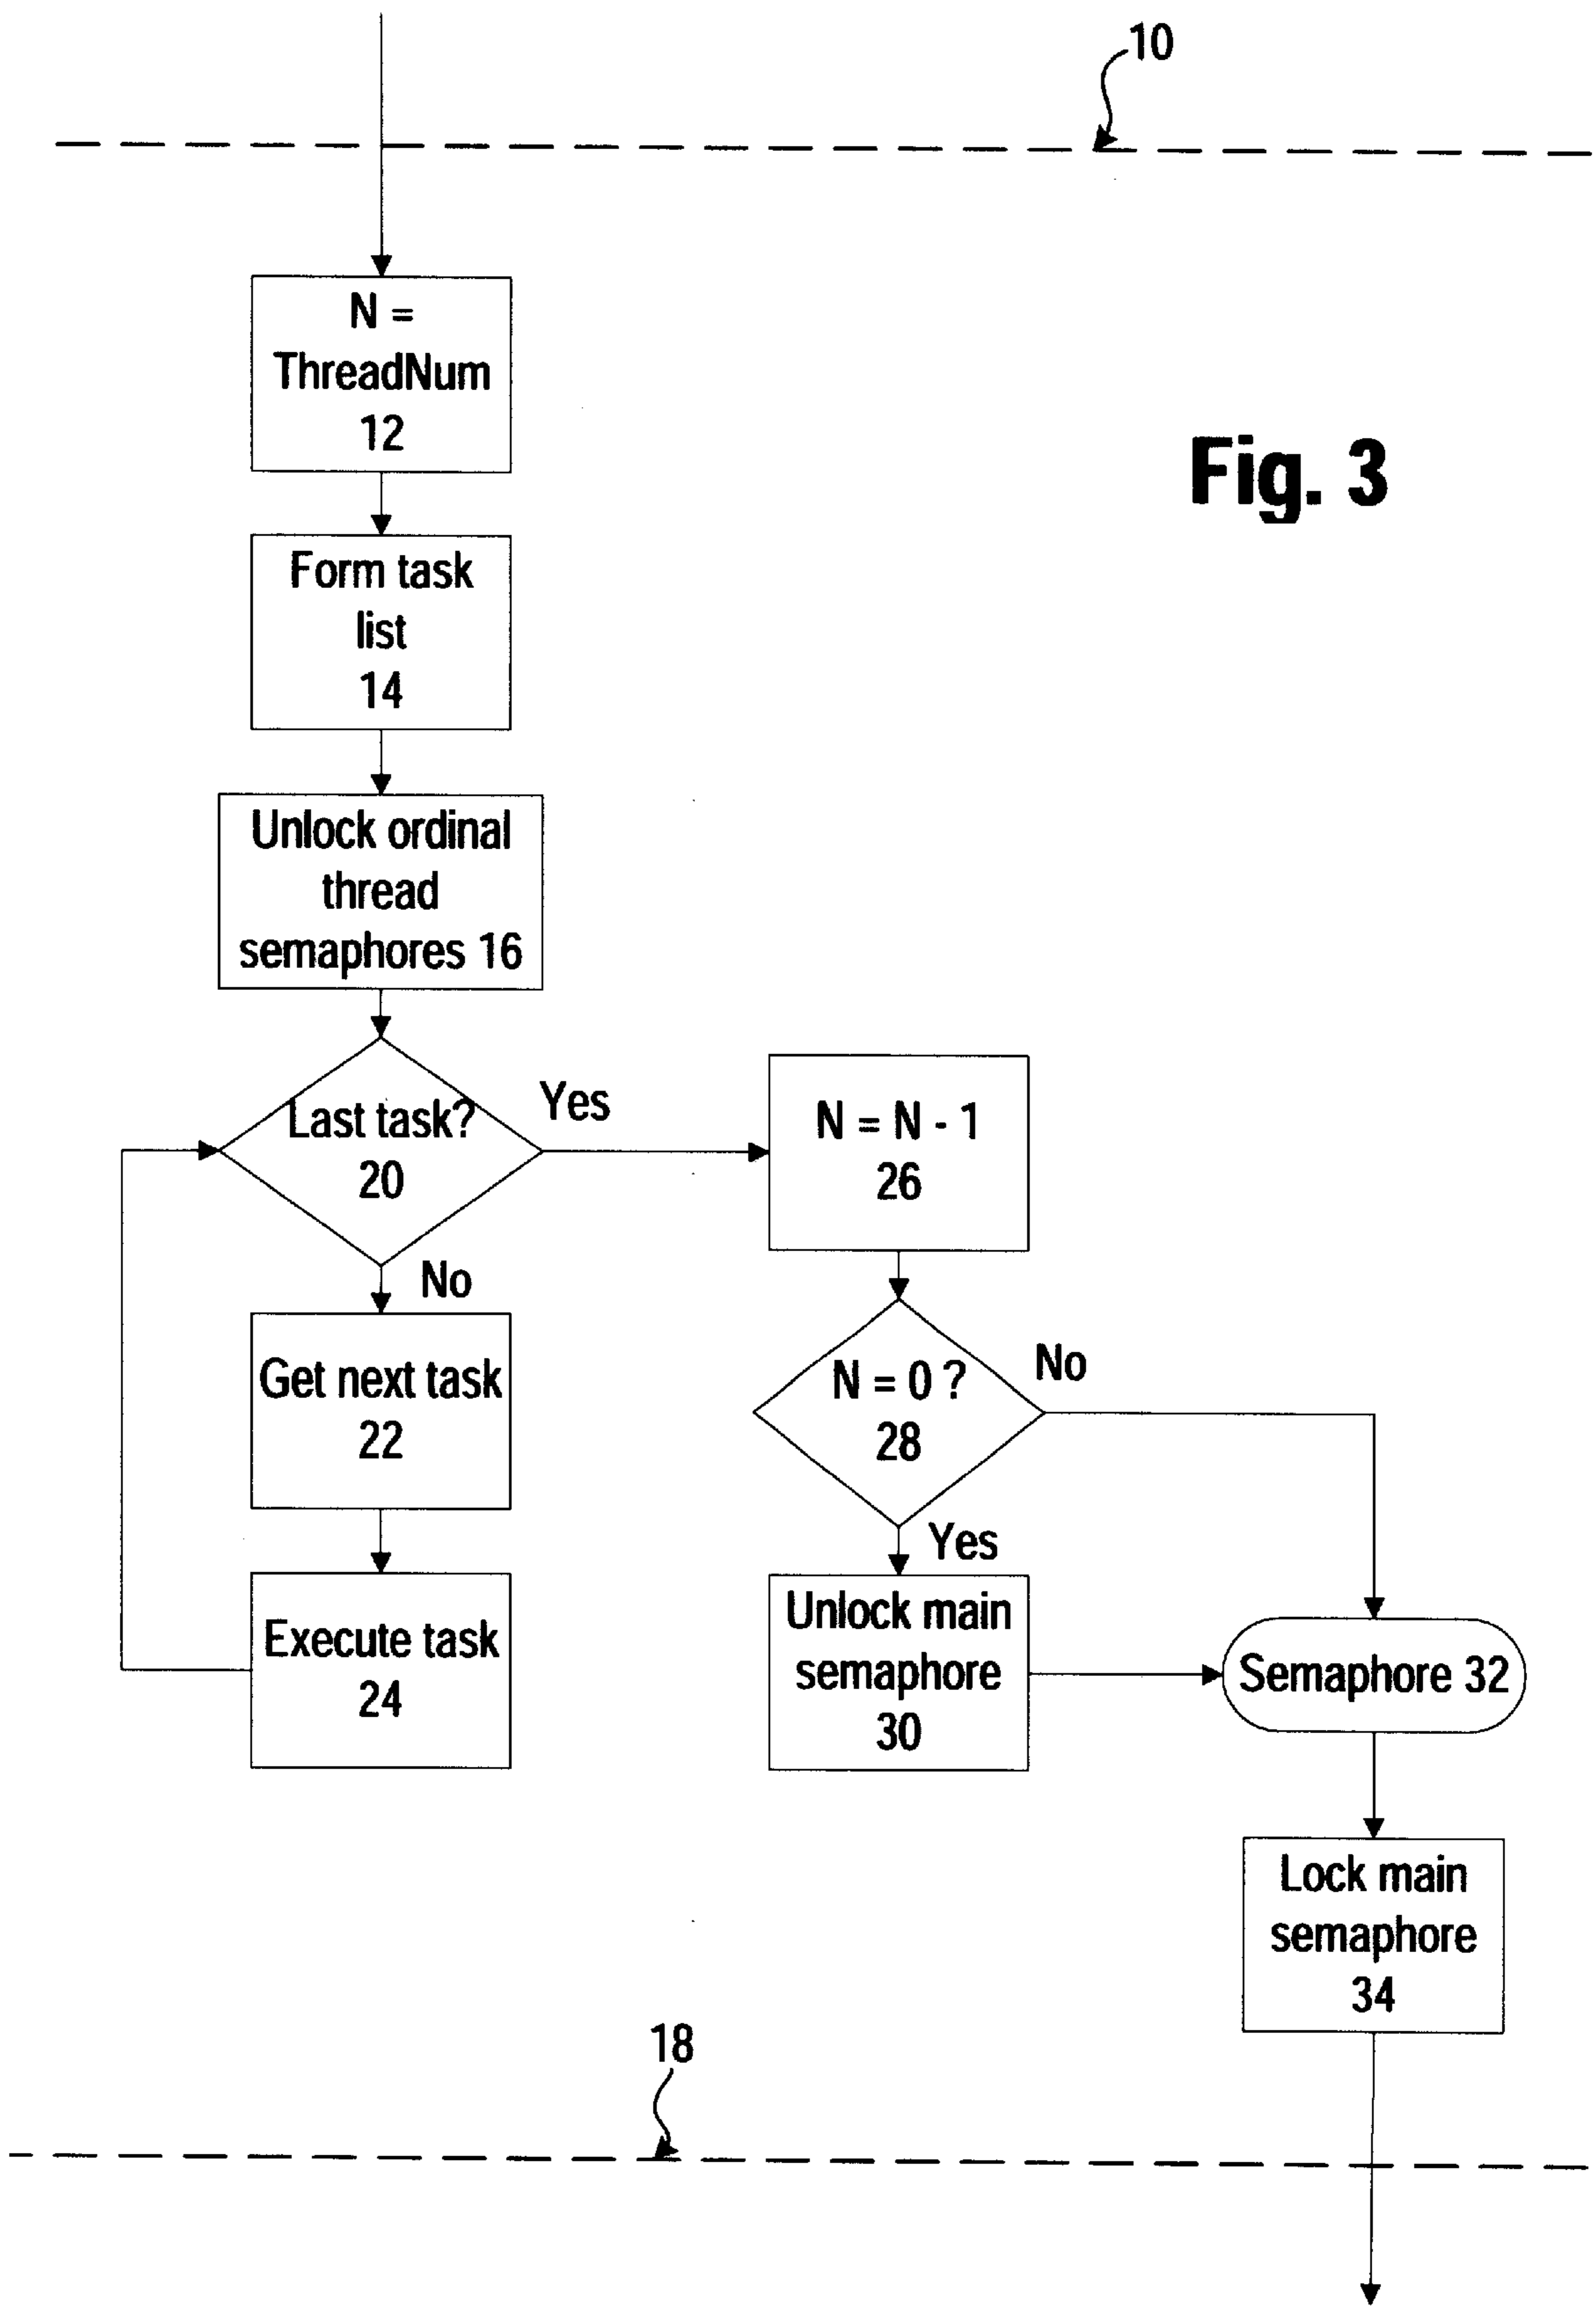 10
N =
ThreadNum
12
Fig. 3
Form task
list
14
Unlock ordinal
thread
semaphores 16
Last task?
20
Yes
No
N = N - 1
26
Get next task
22
N = 0 ?
28
No
Yes
Execute task
24
Unlock main
semaphore
30
Semaphore 32
Lock main
semaphore
34
18